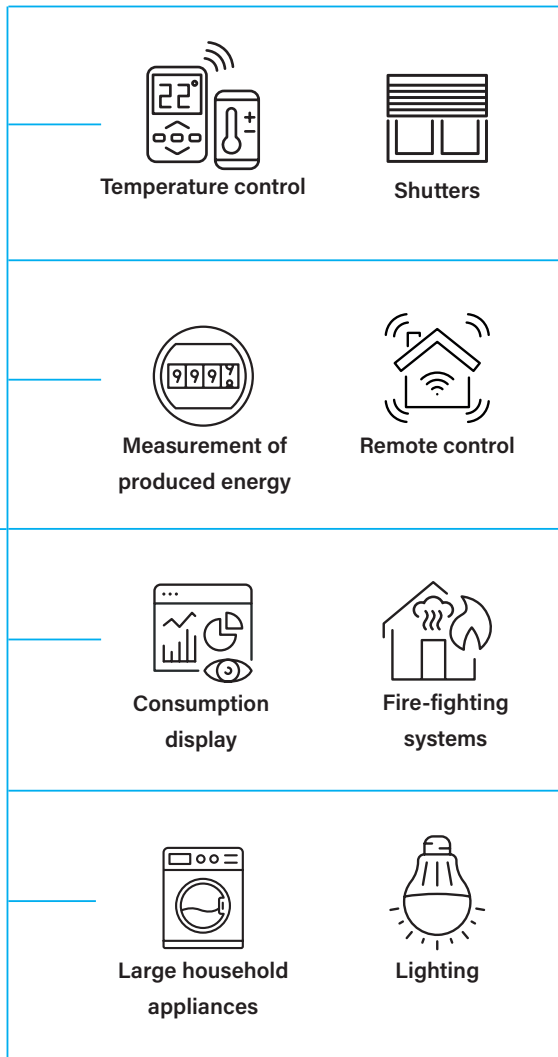 22°
Temperature control
Shutters
999
Measurement of
produced energy
Remote control
Consumption
display
Fire-fighting
systems
Large household
appliances
Lighting